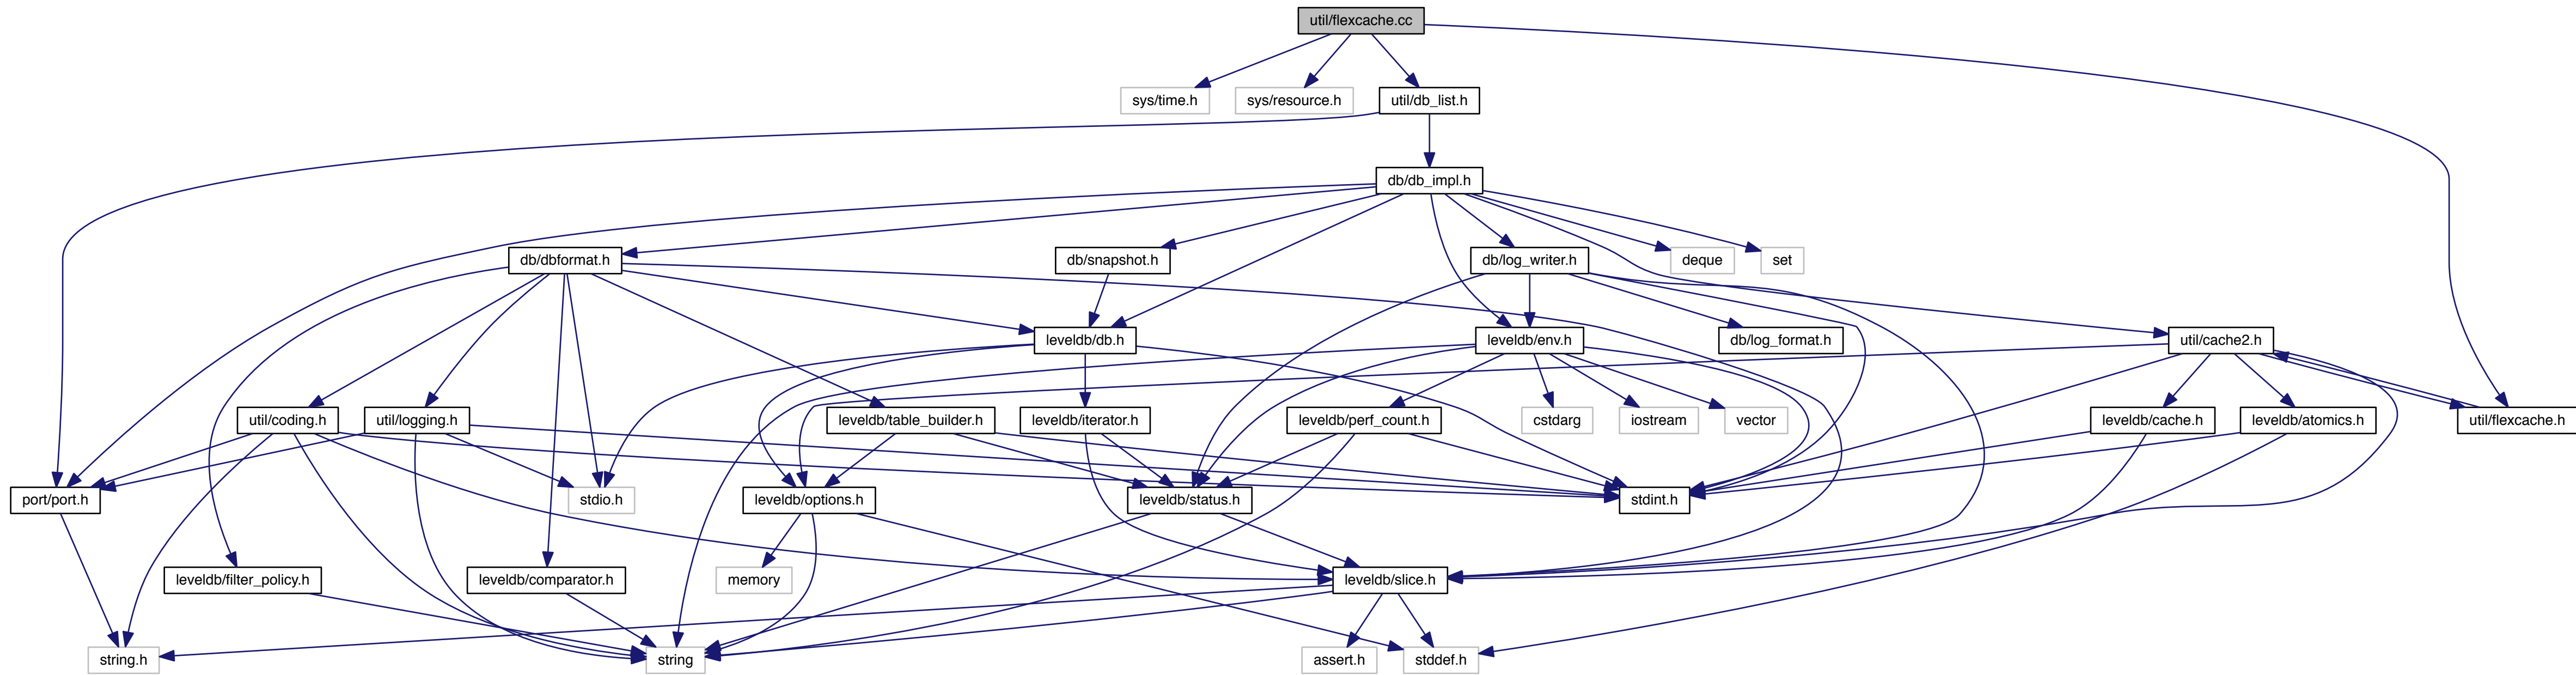 util/flexcache.cc
sys/time.h
sys/resource.h
util/db_list.h
db/db_impl.h
db/dbformat.h
db/snapshot.h
db/log_writer.h
deque
set
leveldb/db.h
leveldb/env.h
db/log_format.h
util/cache2.h
util/coding.h
util/logging.h
leveldb/table_builder.h
leveldb/iterator.h
leveldb/perf_count.h
cstdarg
iostream
vector
leveldb/cache.h
leveldb/atomics.h
util/flexcache.h
port/port.h
stdio.h
leveldb/options.h
leveldb/status.h
stdint.h
leveldb/filter_policy.h
leveldb/comparator.h
memory
leveldb/slice.h
string.h
string
assert.h
stddef.h